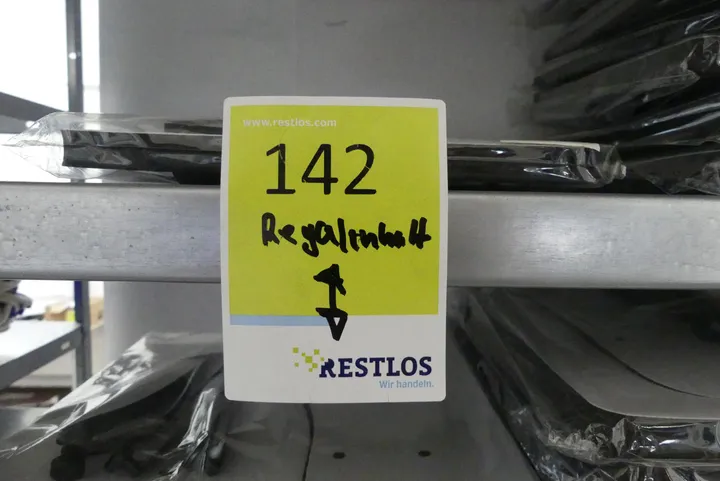 www.restlos.com
142
Regalinhalt
RESTLOS
Wir handeln.